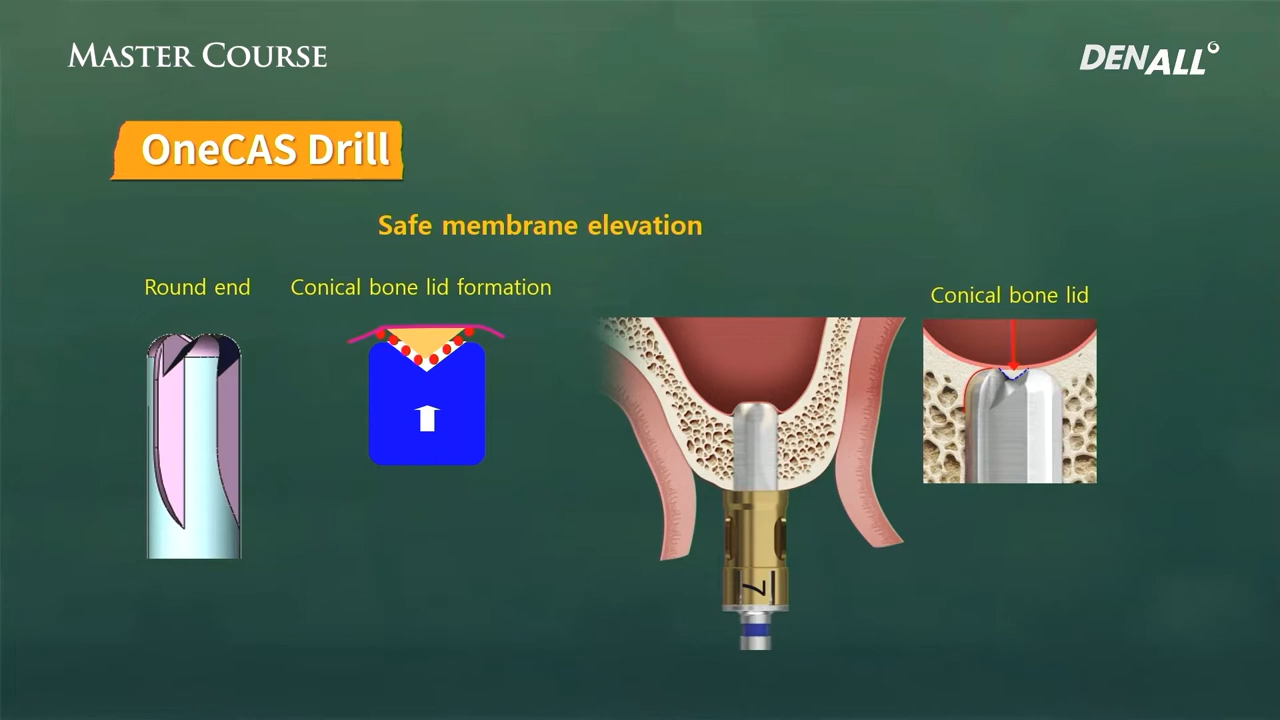 MASTER COURSE
DENALL
OneCAS Drill
Safe membrane elevation
Round end
Conical bone lid formation
Conical bone lid
7